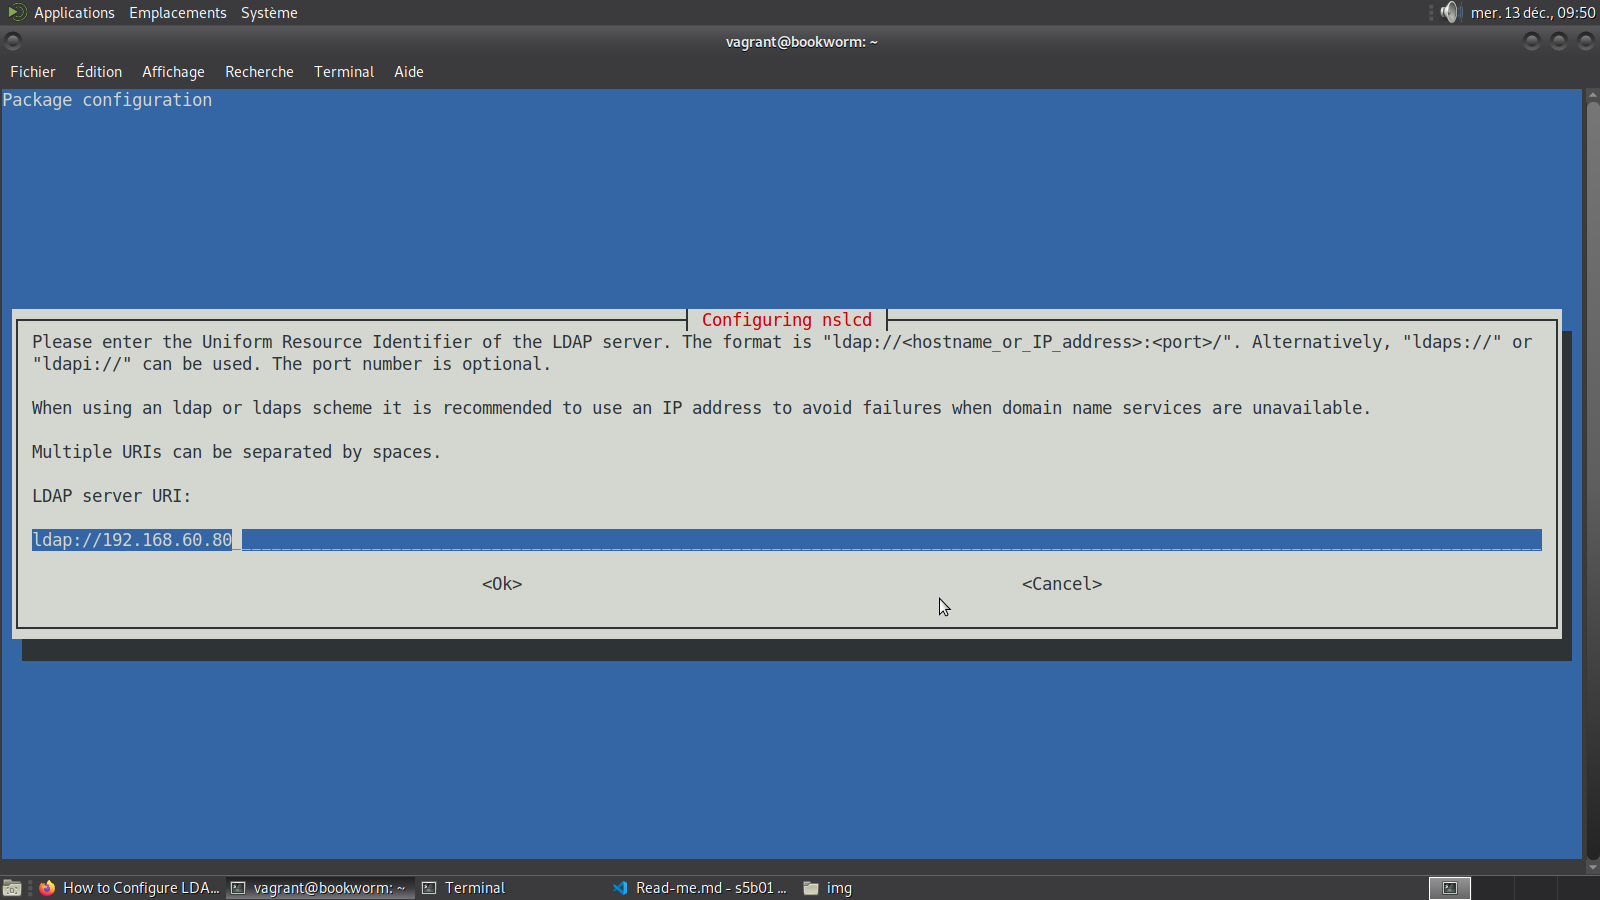 Applications Emplacements Système mer. 13 déc., 09:50
vagrant@bookworm: ~
Fichier Édition Affichage Recherche Terminal Aide
Package configuration
Configuring nslcd
Please enter the Uniform Resource Identifier of the LDAP server. The format is "ldap://<hostname_or_IP_address>:<port>/". Alternatively, "ldaps://" or
"ldapi://" can be used. The port number is optional.
When using an ldap or ldaps scheme it is recommended to use an IP address to avoid failures when domain name services are unavailable.
Multiple URIs can be separated by spaces.
LDAP server URI:
ldap://192.168.60.80
<Ok> <Cancel>
How to Configure LDA... vagrant@bookworm: ~ Terminal Read-me.md - s5b01 ... img